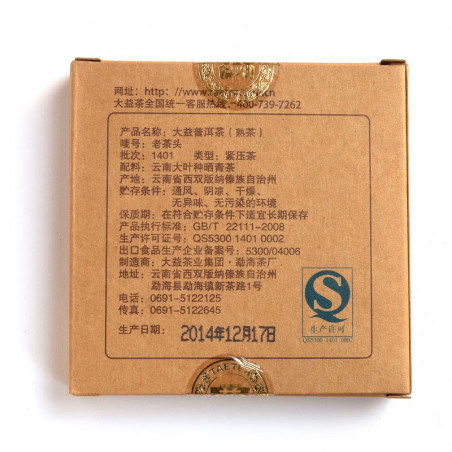 网址: http: //www.
大益茶全国统一客服热线: 400-739-7262
产品名称: 大益普洱茶 (熟茶)
唛号: 老茶头
批次: 1401 类型: 紧压茶
配料: 云南大叶种晒青茶
产地: 云南省西双版纳傣族自治州
贮存条件: 通风、阴凉、干燥、
无异味、无污染的环境
保质期: 在符合贮存条件下适宜长期保存
产品执行标准: GB/T 22111-2008
生产许可证号: QS5300 1401 0002
出口食品生产企业备案号: 5300/04006
制造商: 大益茶业集团·勐海茶厂
地址: 云南省西双版纳傣族自治州
勐海县勐海镇新茶路1号
电话: 0691-5122125
传真: 0691-5122645
生产日期: 2014年12月17日
QS
生产许可
QS5300 1401 0002
TAETEA